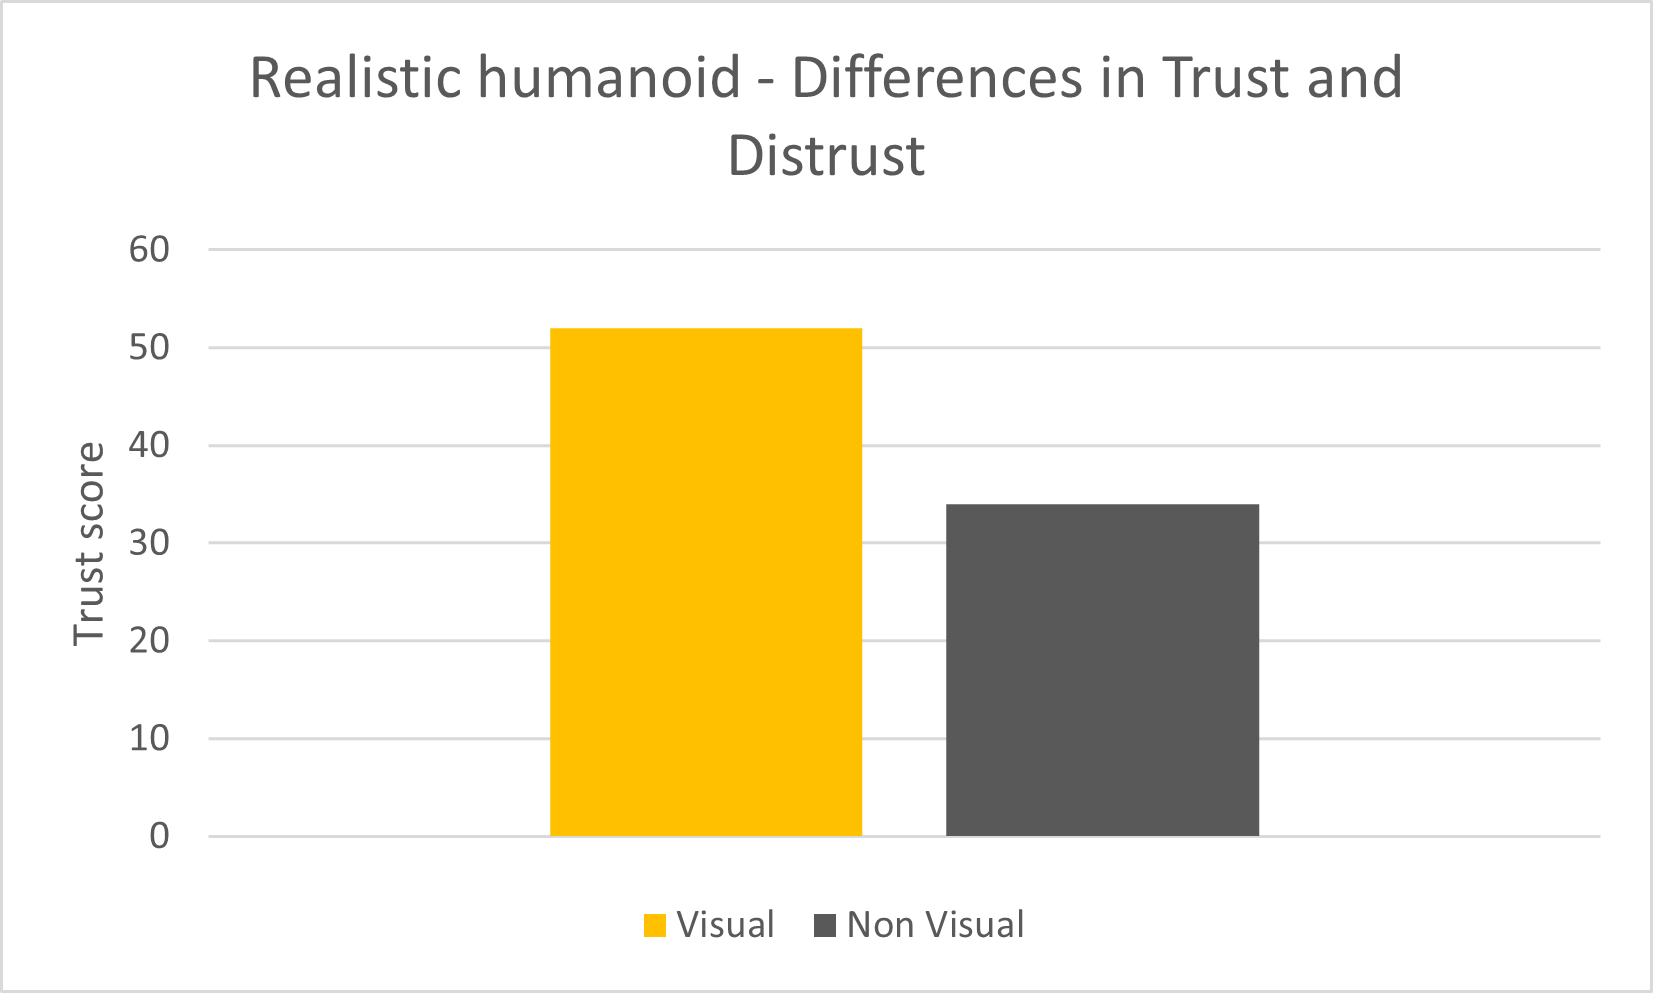 Realistic humanoid - Differences in Trust and
Distrust
60
50
40
30
20
10
0
Trust score
Visual
Non Visual